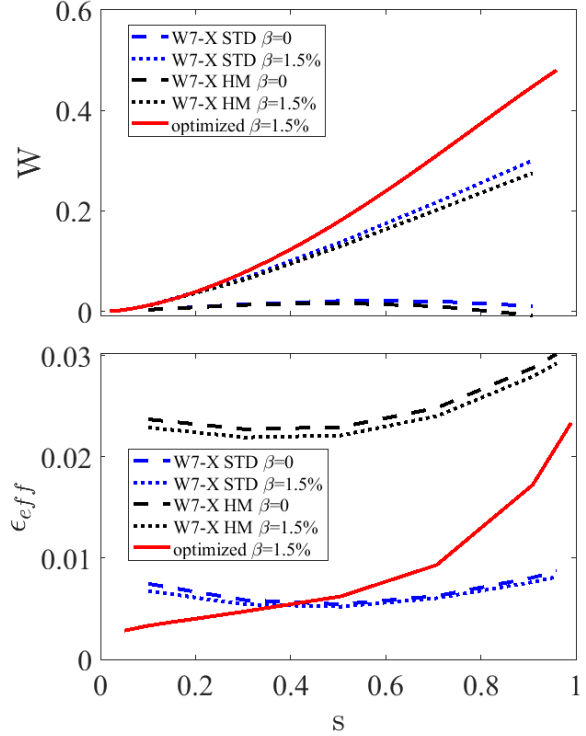 0.6
0.4
0.2
0
W
W7-X STD β=0
W7-X STD β=1.5%
W7-X HM β=0
W7-X HM β=1.5%
optimized β=1.5%
0.03
0.02
0.01
0
ϵeff
W7-X STD β=0
W7-X STD β=1.5%
W7-X HM β=0
W7-X HM β=1.5%
optimized β=1.5%
0 0.2 0.4 0.6 0.8 1
s